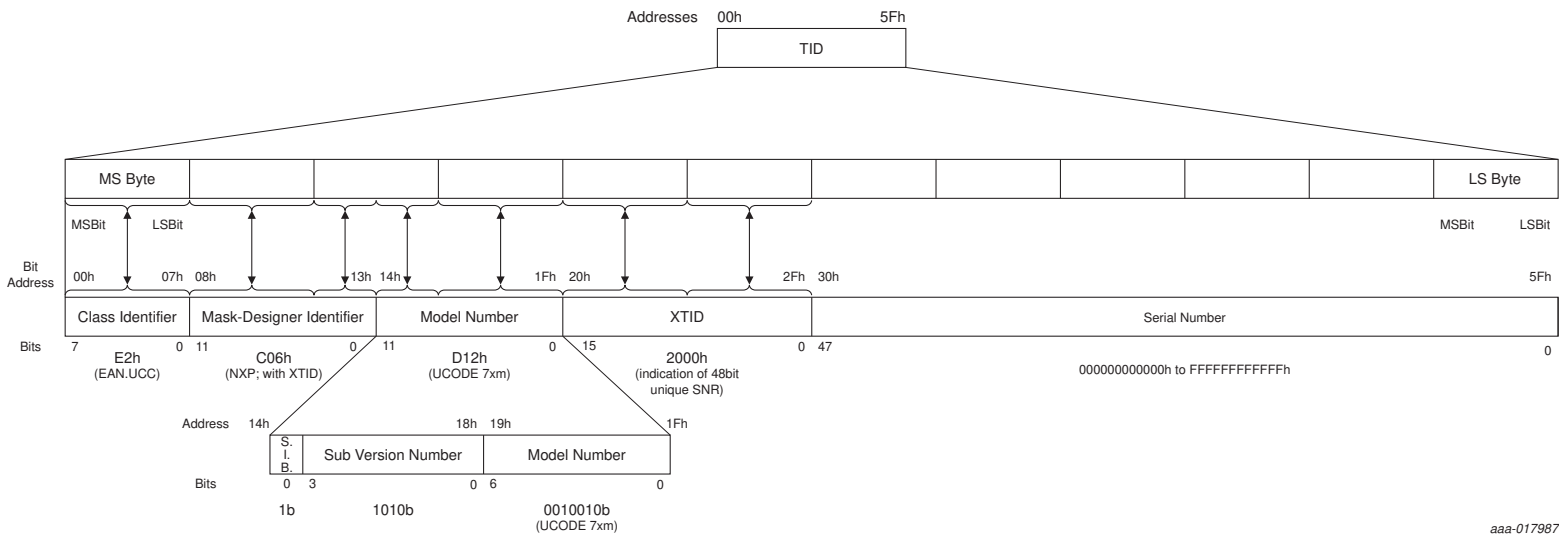 Addresses 00h 5Fh
TID
MS Byte LS Byte
MSBit LSBit MSBit LSBit
Bit
Address
00h 07h 08h 13h 14h 1Fh 20h 2Fh 30h 5Fh
Class Identifier Mask-Designer Identifier Model Number XTID Serial Number
Bits 7 0 11 0 11 0 15 0 47 0
E2h C06h D12h 2000h
(EAN.UCC) (NXP; with XTID) (UCODE 7xm) (indication of 48bit
unique SNR)
000000000000h to FFFFFFFFFFFFh
Address 14h 18h 19h 1Fh
S.
I.
B.
Sub Version Number Model Number
Bits 0 3 0 6 0
1b 1010b 0010010b
(UCODE 7xm)
aaa-017987